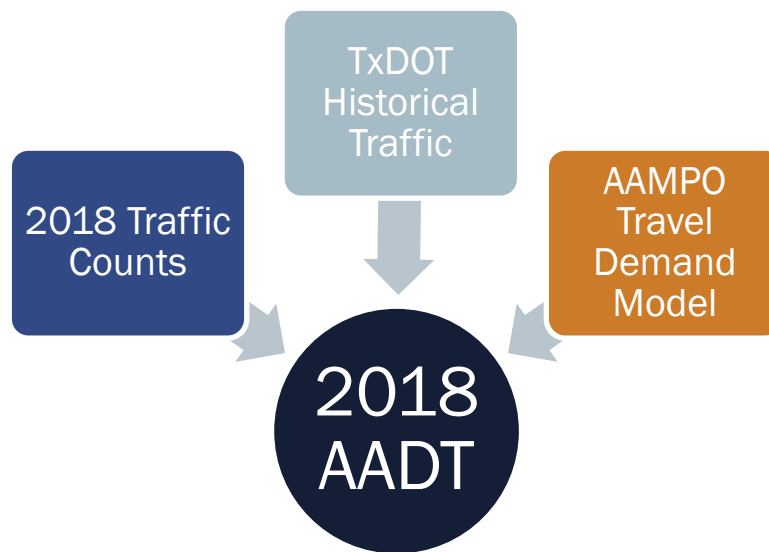 TxDOT
Historical
Traffic
2018 Traffic
Counts
AAMPO
Travel
Demand
Model
2018
AADT